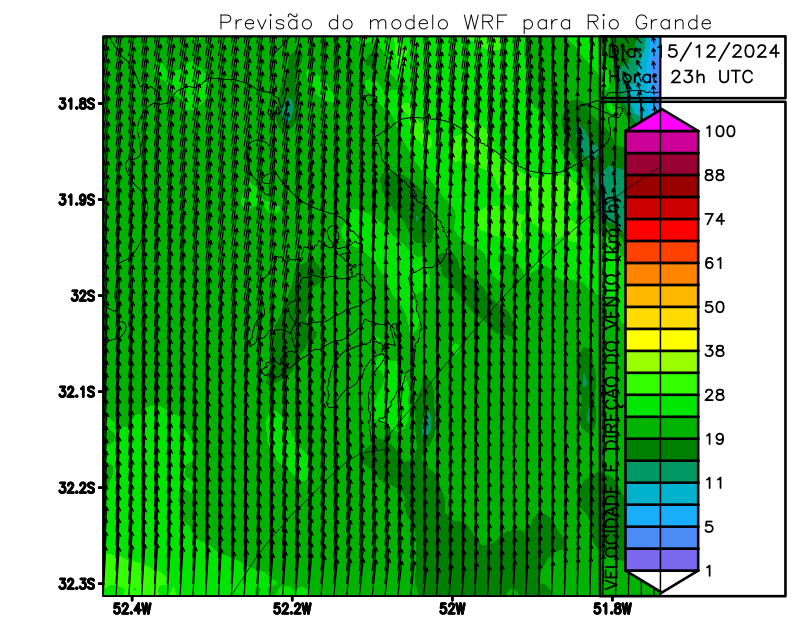 Previsão do modelo WRF para Rio Grande
Dia: 15/12/2024
Hora: 23h UTC
31.8S
31.9S
32S
32.1S
32.2S
32.3S
52.4W
52.2W
52W
51.8W
VELOCIDADE E DIREÇÃO DO VENTO (Km/h)
100
88
74
61
50
38
28
19
11
5
1